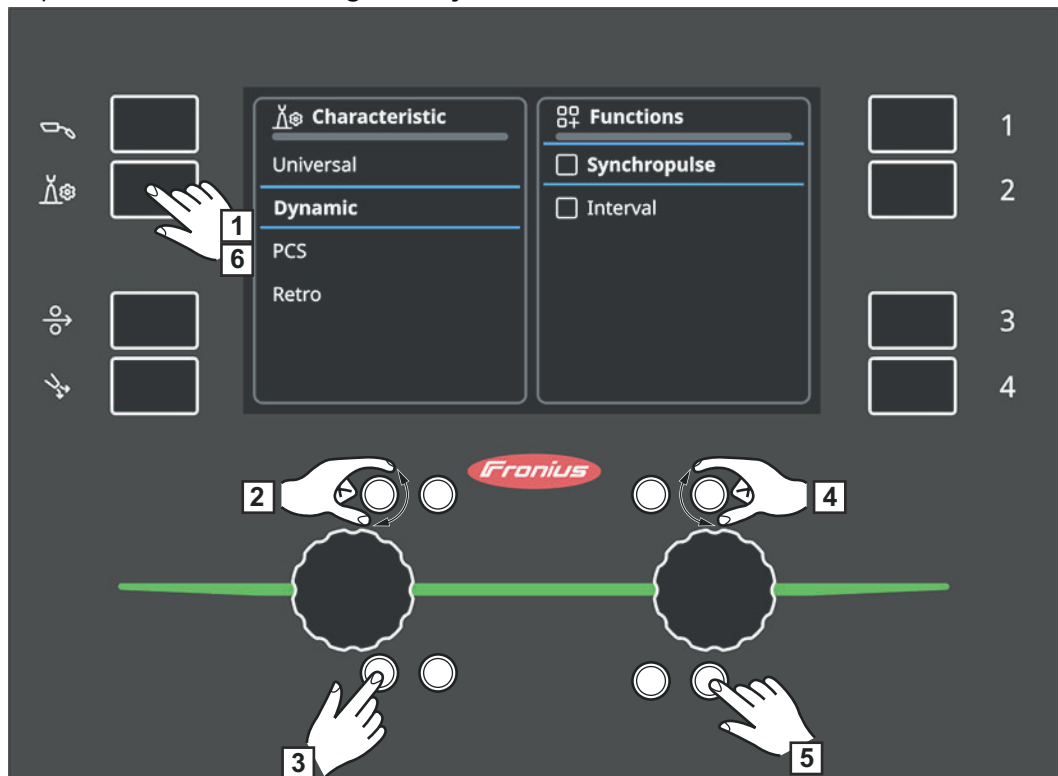 Characteristic
Universal
Dynamic
PCS
Retro
Functions
Synchropulse
Interval
1
2
3
4
1
6
Fronius
2
4
3
5